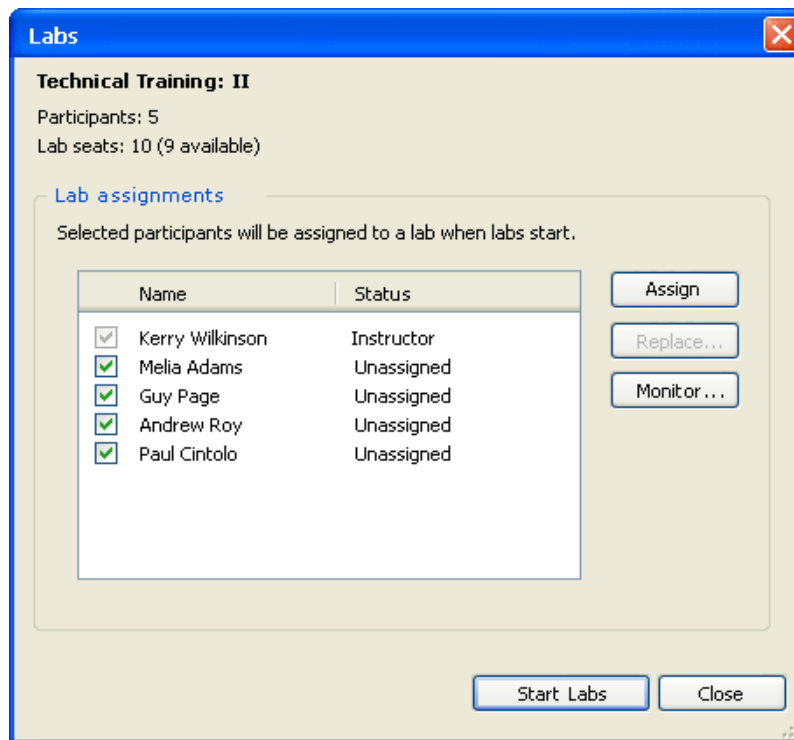 Labs
Technical Training: II
Participants: 5
Lab seats: 10 (9 available)
Lab assignments
Selected participants will be assigned to a lab when labs start.
Name Status
Kerry Wilkinson Instructor
Melia Adams Unassigned
Guy Page Unassigned
Andrew Roy Unassigned
Paul Cintolo Unassigned
Assign
Replace...
Monitor...
Start Labs Close